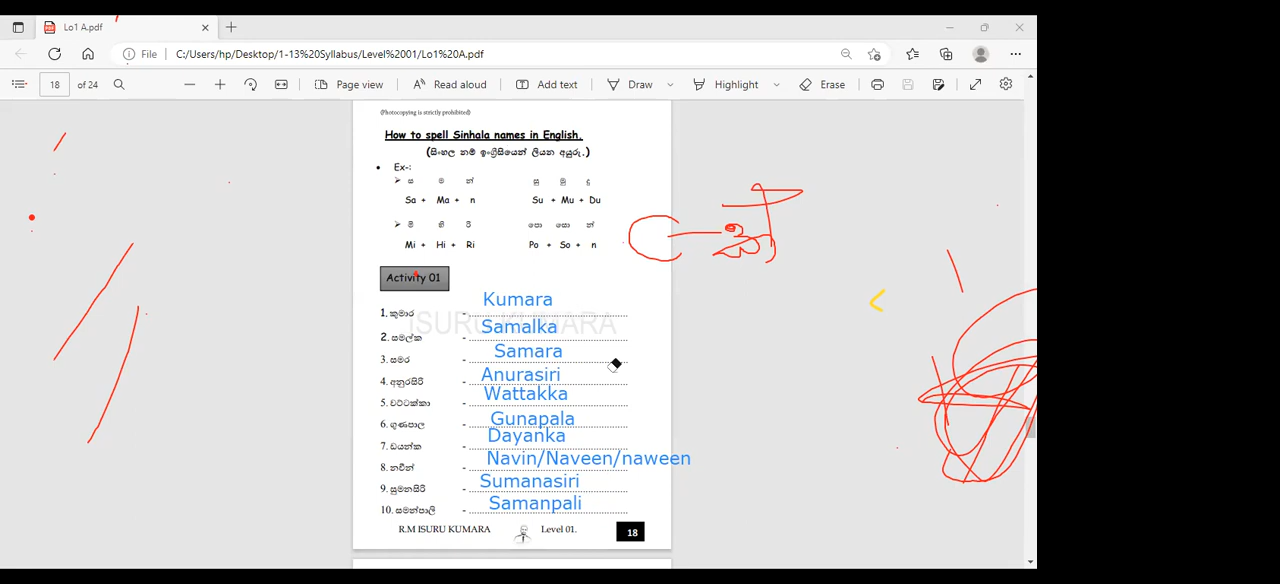 Lo1 A.pdf
File C:/Users/hp/Desktop/1-13%20Syllabus/Level%2001/Lo1%20A.pdf
18 of 24 Page view Read aloud Add text Draw Highlight Erase
(Photocopying is strictly prohibited)
How to spell Sinhala names in English.
(සිංහල නම් ඉංග්‍රීසියෙන් ලියන අයුරු.)
• Ex-:
➢ ස ම න් සු මු දු
Sa + Ma + n Su + Mu + Du
➢ මි හි රි පො සො න්
Mi + Hi + Ri Po + So + n
Activity 01
1. කුමාර - Kumara
ISURU KUMARA
2. සමල්ක - Samalka
3. සමර - Samara
4. අනුරසිරි - Anurasiri
5. වට්ටක්කා - Wattakka
6. ගුණපාල - Gunapala
7. ඩයන්ක - Dayanka
8. නවීන් - Navin/Naveen/naween
9. සුමනසිරි - Sumanasiri
10. සමන්පාලි - Samanpali
R.M ISURU KUMARA Level 01. 18